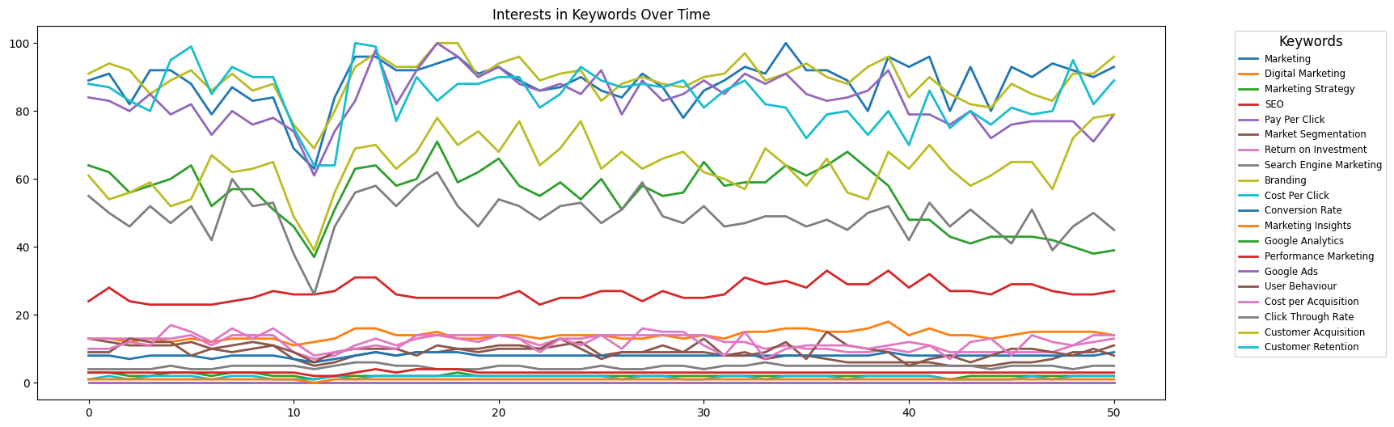 Interests in Keywords Over Time
100
80
60
40
20
0
0 10 20 30 40 50
Keywords
Marketing
Digital Marketing
Marketing Strategy
SEO
Pay Per Click
Market Segmentation
Return on Investment
Search Engine Marketing
Branding
Cost Per Click
Conversion Rate
Marketing Insights
Google Analytics
Performance Marketing
Google Ads
User Behaviour
Cost per Acquisition
Click Through Rate
Customer Acquisition
Customer Retention